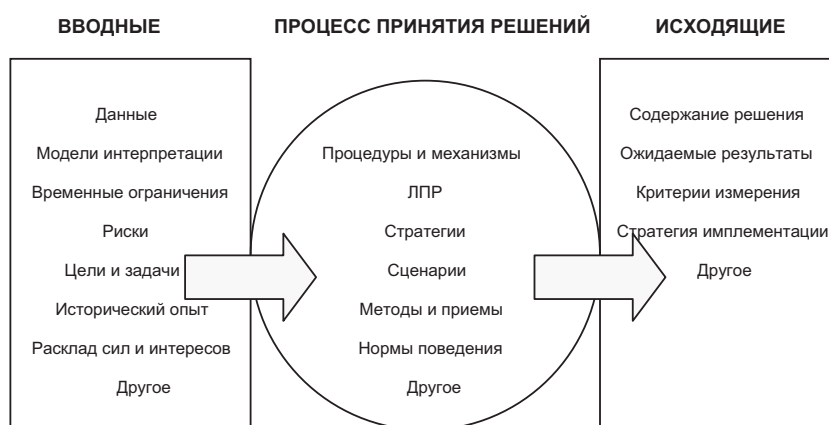 ВВОДНЫЕ
Данные
Модели интерпретации
Временные ограничения
Риски
Цели и задачи
Исторический опыт
Расклад сил и интересов
Другое
ПРОЦЕСС ПРИНЯТИЯ РЕШЕНИЙ
Процедуры и механизмы
ЛПР
Стратегии
Сценарии
Методы и приемы
Нормы поведения
Другое
ИСХОДЯЩИЕ
Содержание решения
Ожидаемые результаты
Критерии измерения
Стратегия имплементации
Другое